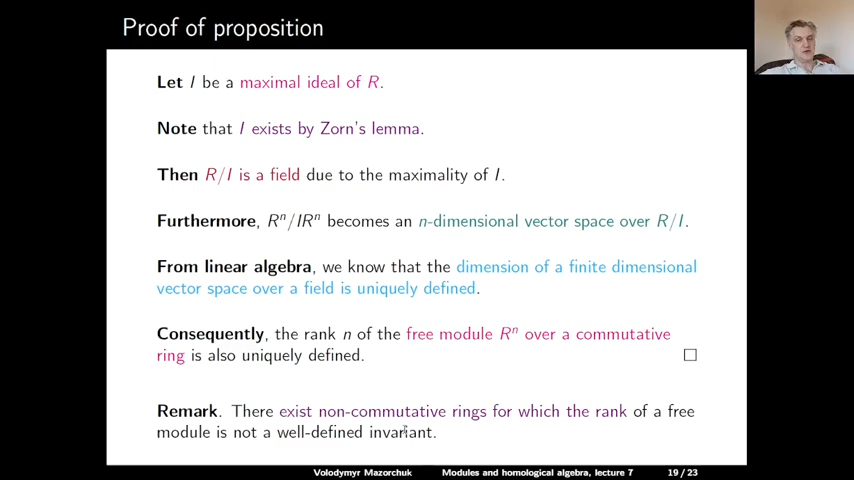 Proof of proposition
Let I be a maximal ideal of R.
Note that I exists by Zorn's lemma.
Then R/I is a field due to the maximality of I.
Furthermore, Rⁿ/IRⁿ becomes an n-dimensional vector space over R/I.
From linear algebra, we know that the dimension of a finite dimensional
vector space over a field is uniquely defined.
Consequently, the rank n of the free module Rⁿ over a commutative
ring is also uniquely defined. □
Remark. There exist non-commutative rings for which the rank of a free
module is not a well-defined invariant.
Volodymyr Mazorchuk Modules and homological algebra, lecture 7 19 / 23